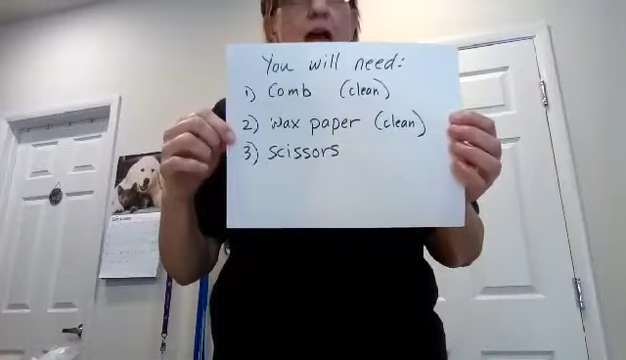 You will need:
1) Comb (clean)
2) wax paper (clean)
3) scissors